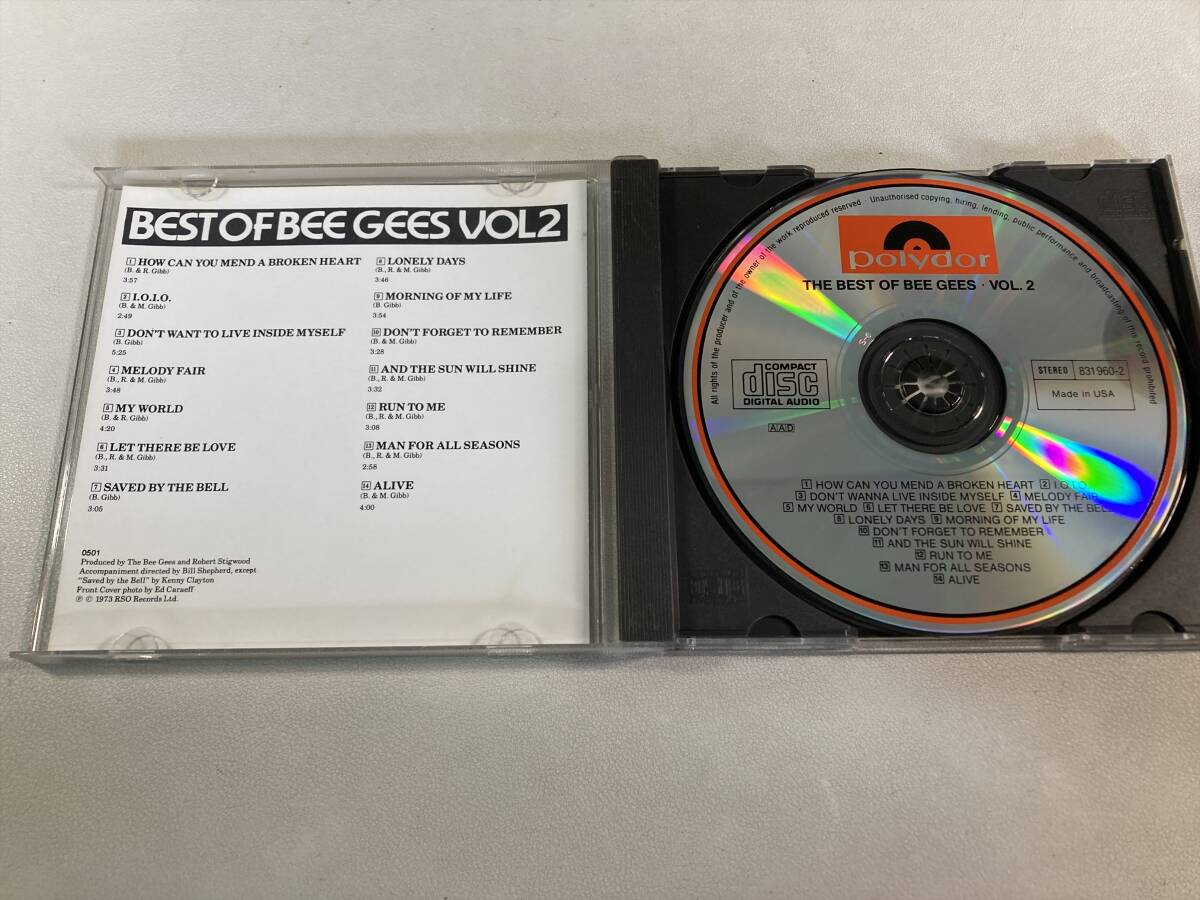 BEST OF BEE GEES VOL 2
1 HOW CAN YOU MEND A BROKEN HEART
(B. & R. Gibb)
3:57
2 I.O.I.O.
(B. & M. Gibb)
2:49
3 DON'T WANT TO LIVE INSIDE MYSELF
(B. Gibb)
5:25
4 MELODY FAIR
(B., R. & M. Gibb)
3:48
5 MY WORLD
(B. & R. Gibb)
4:20
6 LET THERE BE LOVE
(B., R. & M. Gibb)
3:31
7 SAVED BY THE BELL
(B. Gibb)
3:05
8 LONELY DAYS
(B., R. & M. Gibb)
3:46
9 MORNING OF MY LIFE
(B. Gibb)
3:54
10 DON'T FORGET TO REMEMBER
(B. & M. Gibb)
3:28
11 AND THE SUN WILL SHINE
(B., R. & M. Gibb)
3:32
12 RUN TO ME
(B., R. & M. Gibb)
3:08
13 MAN FOR ALL SEASONS
(B., R. & M. Gibb)
2:58
14 ALIVE
(B. & M. Gibb)
4:00
0501
Produced by The Bee Gees and Robert Stigwood
Accompaniment directed by Bill Shepherd, except
"Saved by the Bell" by Kenny Clayton
Front Cover photo by Ed Caraeff
℗ © 1973 RSO Records Ltd.
All rights of the producer and of the owner of the work reproduced reserved · Unauthorised copying, hiring, lending, public performance and broadcasting of this record prohibited
polydor
THE BEST OF BEE GEES · VOL. 2
COMPACT
disc
DIGITAL AUDIO
AAD
STEREO 831 960-2
Made in USA
1 HOW CAN YOU MEND A BROKEN HEART 2 I.O.I.O.
3 DON'T WANNA LIVE INSIDE MYSELF 4 MELODY FAIR
5 MY WORLD 6 LET THERE BE LOVE 7 SAVED BY THE BELL
8 LONELY DAYS 9 MORNING OF MY LIFE
10 DON'T FORGET TO REMEMBER
11 AND THE SUN WILL SHINE
12 RUN TO ME
13 MAN FOR ALL SEASONS
14 ALIVE